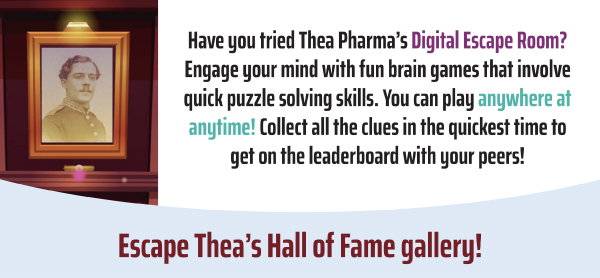 Have you tried Thea Pharma's Digital Escape Room?
Engage your mind with fun brain games that involve
quick puzzle solving skills. You can play anywhere at
anytime! Collect all the clues in the quickest time to
get on the leaderboard with your peers!
Escape Thea's Hall of Fame gallery!